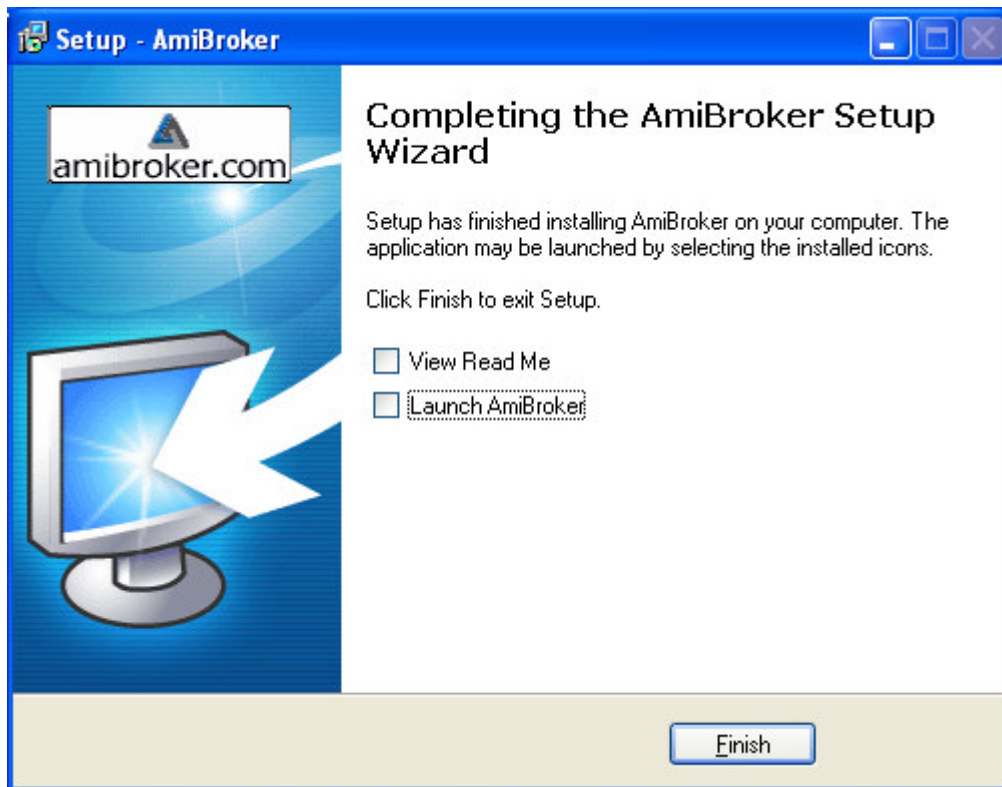 Setup - AmiBroker
amibroker.com
Completing the AmiBroker Setup
Wizard
Setup has finished installing AmiBroker on your computer. The
application may be launched by selecting the installed icons.
Click Finish to exit Setup.
View Read Me
Launch AmiBroker
Finish